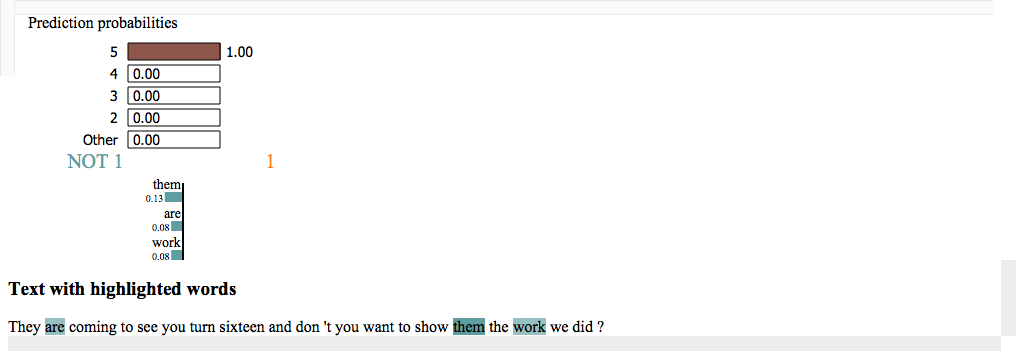 Prediction probabilities
5 1.00
4 0.00
3 0.00
2 0.00
Other 0.00
NOT 1 1
them
0.13
are
0.08
work
0.08
Text with highlighted words
They are coming to see you turn sixteen and don 't you want to show them the work we did ?